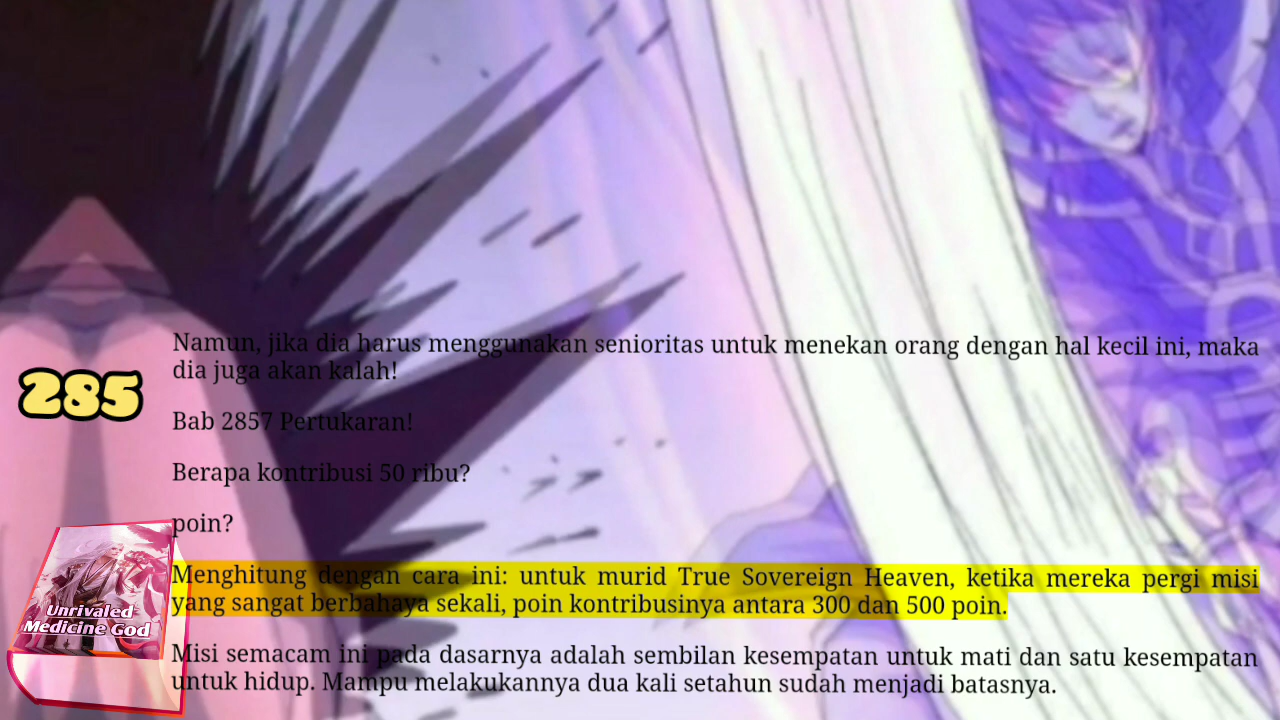 Namun, jika dia harus menggunakan senioritas untuk menekan orang dengan hal kecil ini, maka
dia juga akan kalah!
285
Bab 2857 Pertukaran!
Berapa kontribusi 50 ribu?
poin?
Menghitung dengan cara ini: untuk murid True Sovereign Heaven, ketika mereka pergi misi
yang sangat berbahaya sekali, poin kontribusinya antara 300 dan 500 poin.
Unrivaled
Medicine God
Misi semacam ini pada dasarnya adalah sembilan kesempatan untuk mati dan satu kesempatan
untuk hidup. Mampu melakukannya dua kali setahun sudah menjadi batasnya.